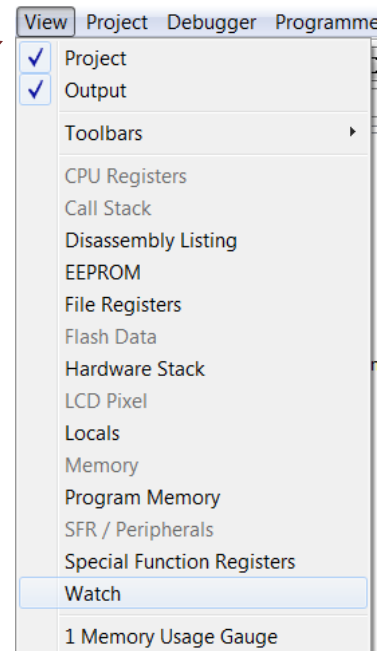 View Project Debugger Programme
Project
Output
Toolbars
CPU Registers
Call Stack
Disassembly Listing
EEPROM
File Registers
Flash Data
Hardware Stack
LCD Pixel
Locals
Memory
Program Memory
SFR / Peripherals
Special Function Registers
Watch
1 Memory Usage Gauge